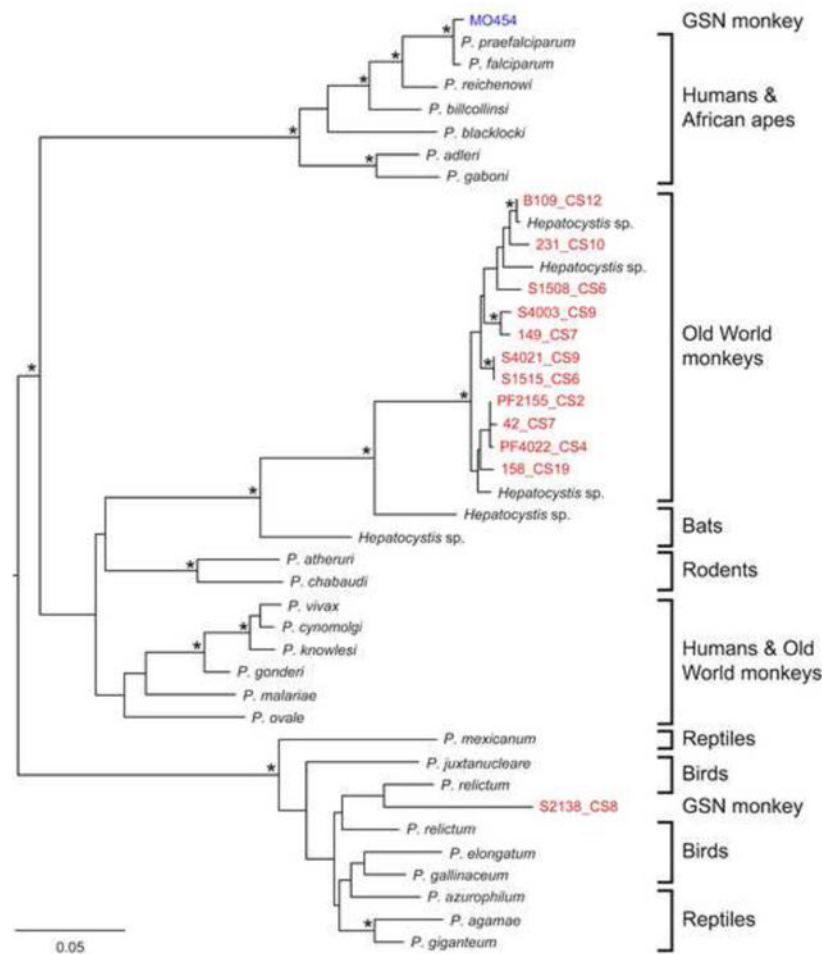 MO454
GSN monkey
P. praefalciparum
P. falciparum
P. reichenowi
P. billcollinsi
P. blacklocki
P. adleri
P. gaboni
Humans &
African apes
B109_CS12
Hepatocystis sp.
231_CS10
Hepatocystis sp.
S1508_CS6
S4003_CS9
149_CS7
S4021_CS9
S1515_CS6
PF2155_CS2
42_CS7
PF4022_CS4
158_CS19
Hepatocystis sp.
Old World
monkeys
Hepatocystis sp.
Hepatocystis sp.
Bats
P. atheruri
P. chabaudi
Rodents
P. vivax
P. cynomolgi
P. knowlesi
P. gonderi
P. malariae
P. ovale
Humans & Old
World monkeys
P. mexicanum
Reptiles
P. juxtanucleare
P. relictum
Birds
S2138_CS8
GSN monkey
P. relictum
P. elongatum
P. gallinaceum
Birds
P. azurophilum
P. agamae
P. giganteum
Reptiles
0.05